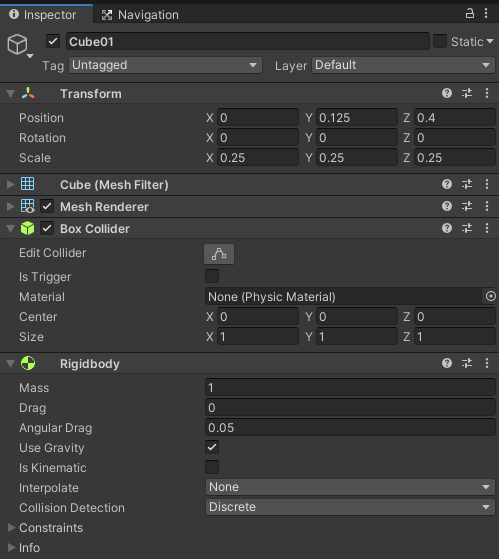 Inspector Navigation
Cube01 Static
Tag Untagged Layer Default
Transform
Position X 0 Y 0.125 Z 0.4
Rotation X 0 Y 0 Z 0
Scale X 0.25 Y 0.25 Z 0.25
Cube (Mesh Filter)
Mesh Renderer
Box Collider
Edit Collider
Is Trigger
Material None (Physic Material)
Center X 0 Y 0 Z 0
Size X 1 Y 1 Z 1
Rigidbody
Mass 1
Drag 0
Angular Drag 0.05
Use Gravity
Is Kinematic
Interpolate None
Collision Detection Discrete
Constraints
Info